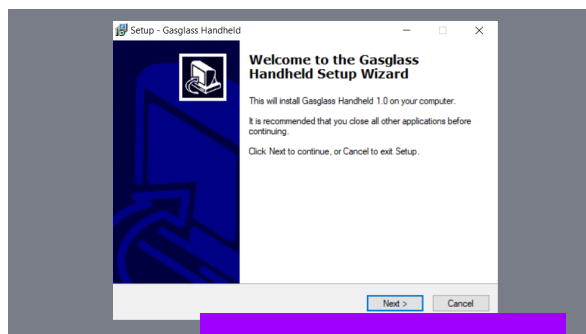 Setup - Gasglass Handheld
Welcome to the Gasglass
Handheld Setup Wizard
This will install Gasglass Handheld 1.0 on your computer.
It is recommended that you close all other applications before
continuing.
Click Next to continue, or Cancel to exit Setup.
Next >
Cancel